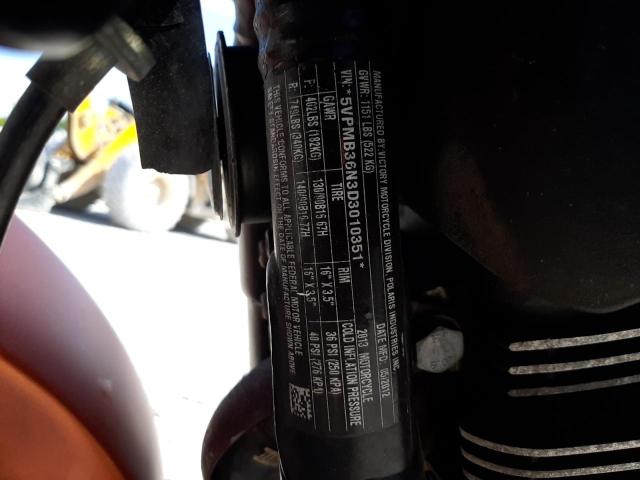 MANUFACTURED BY VICTORY MOTORCYCLE DIVISION, POLARIS INDUSTRIES INC
GVWR: 1151 LBS (522 KG) DATE MFD. 05/2012
VIN: *5VPMB36N3D3010351* 2013 MOTORCYCLE
GAWR TIRE RIM COLD INFLATION PRESSURE
F: 402LBS (182KG) 130/90B16 67H 16" X 3.5" 36 PSI (250 KPA)
R: (340KG) 140/90B16 77H 16" X 3.5" 40 PSI (276 KPA)
THIS VEHICLE CONFORMS TO ALL APPLICABLE FEDERAL MOTOR VEHICLE
SAFETY STANDARDS IN EFFECT ON THE DATE OF MANUFACTURE SHOWN ABOVE.